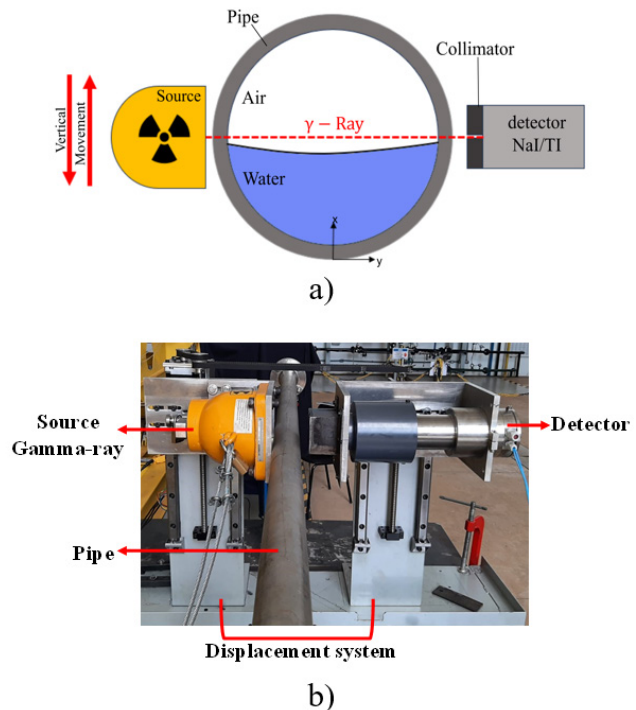 Pipe
Collimator
Air
Source
γ − Ray
detector
NaI/TI
Vertical
Movement
Water
x
y
a)
Source
Gamma-ray
Detector
Pipe
Displacement system
b)